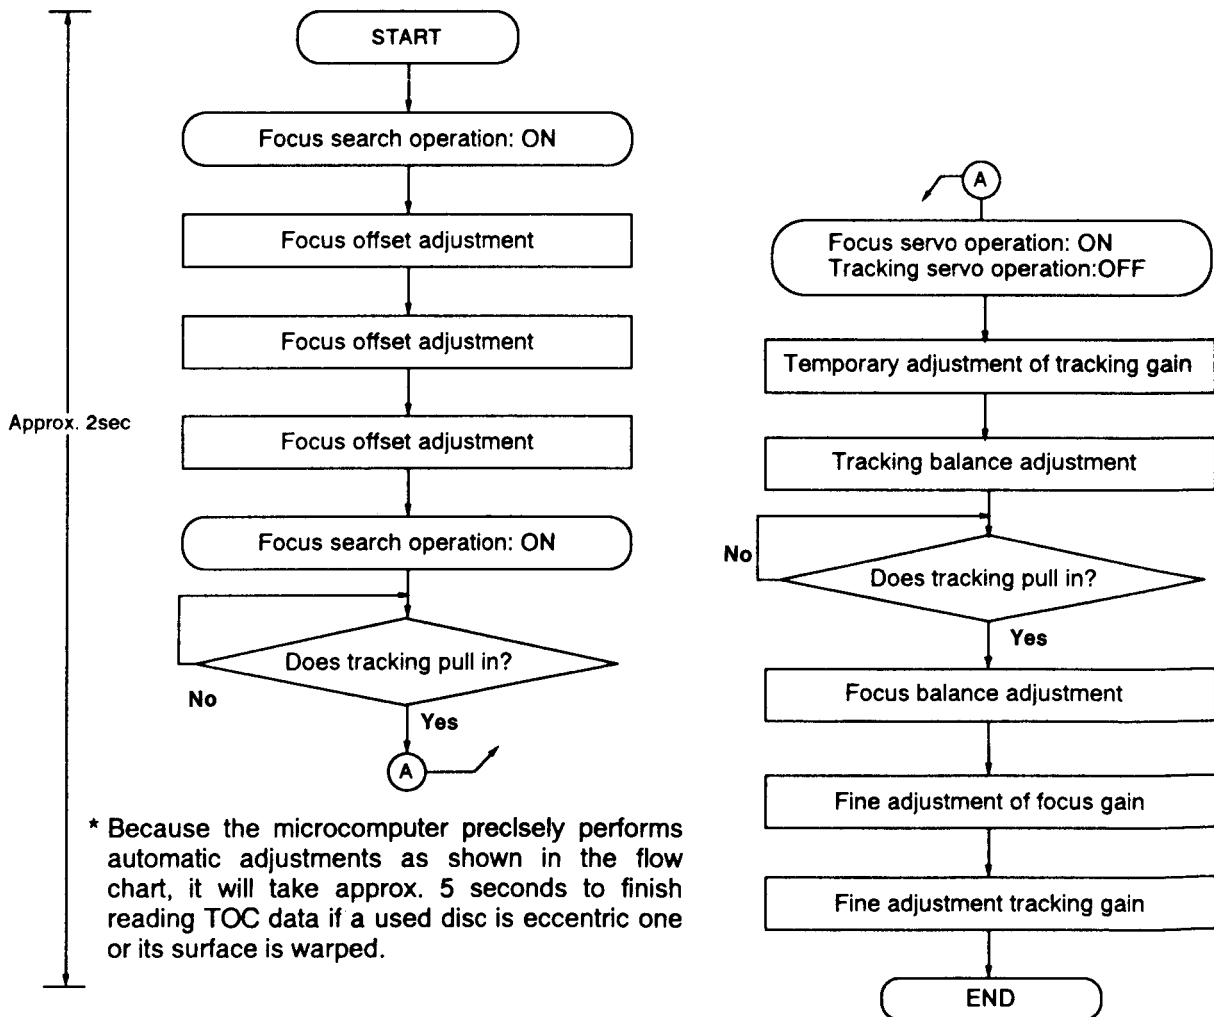 START
Focus search operation: ON
Focus offset adjustment
Focus offset adjustment
Focus offset adjustment
Approx. 2sec
Focus search operation: ON
Does tracking pull in?
No
Yes
A
* Because the microcomputer precisely performs
automatic adjustments as shown in the flow
chart, it will take approx. 5 seconds to finish
reading TOC data if a used disc is eccentric one
or its surface is warped.
A
Focus servo operation: ON
Tracking servo operation:OFF
Temporary adjustment of tracking gain
Tracking balance adjustment
No
Does tracking pull in?
Yes
Focus balance adjustment
Fine adjustment of focus gain
Fine adjustment tracking gain
END